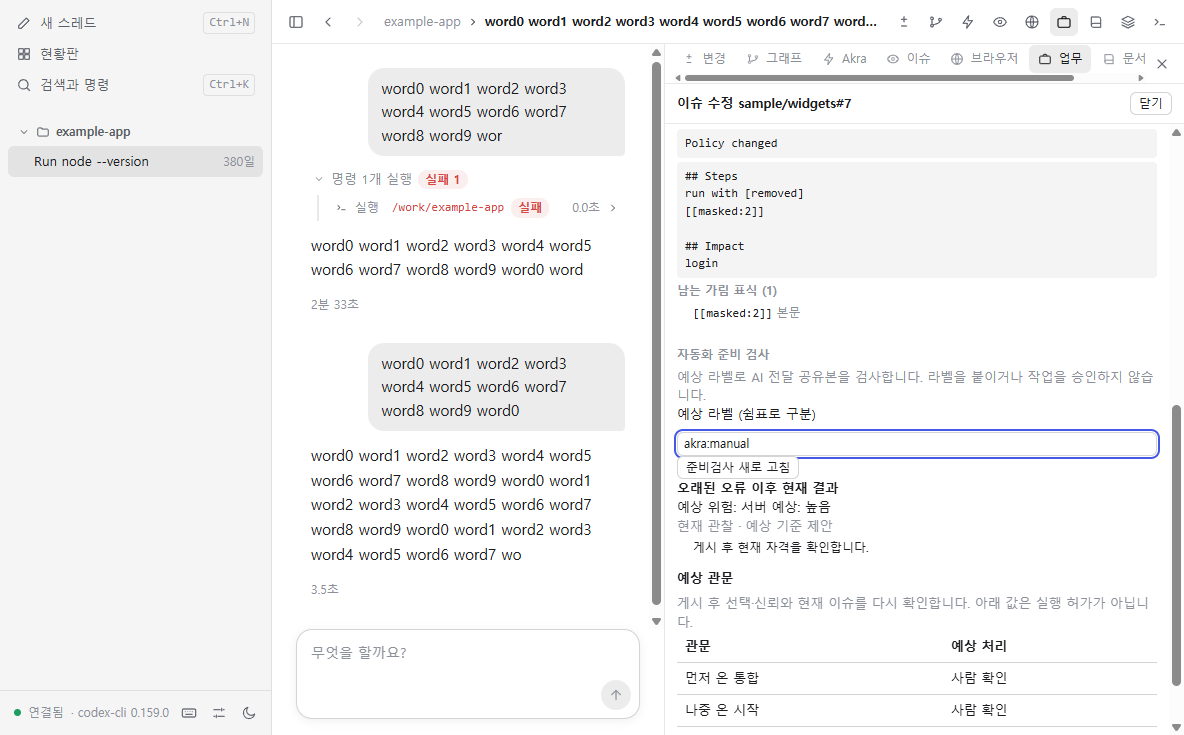 새 스레드
Ctrl+N
현황판
검색과 명령
Ctrl+K
example-app
Run node --version
380일
연결됨 · codex-cli 0.159.0
example-app
word0 word1 word2 word3 word4 word5 word6 word7 word...
word0 word1 word2 word3
word4 word5 word6 word7
word8 word9 wor
명령 1개 실행 실패 1
실행 /work/example-app 실패 0.0초
word0 word1 word2 word3 word4 word5
word6 word7 word8 word9 word0 word
2분 33초
word0 word1 word2 word3
word4 word5 word6 word7
word8 word9 word0
word0 word1 word2 word3 word4 word5
word6 word7 word8 word9 word0 word1
word2 word3 word4 word5 word6 word7
word8 word9 word0 word1 word2 word3
word4 word5 word6 word7 wo
3.5초
무엇을 할까요?
변경 그래프 Akra 이슈 브라우저 업무 문서
이슈 수정 sample/widgets#7
닫기
Policy changed
## Steps
run with [removed]
[[masked:2]]
## Impact
login
남는 가림 표식 (1)
[[masked:2]] 본문
자동화 준비 검사
예상 라벨로 AI 전달 공유본을 검사합니다. 라벨을 붙이거나 작업을 승인하지 않습
니다.
예상 라벨 (쉼표로 구분)
akra:manual
준비검사 새로 고침
오래된 오류 이후 현재 결과
예상 위험: 서버 예상: 높음
현재 관찰 · 예상 기준 제안
게시 후 현재 자격을 확인합니다.
예상 관문
게시 후 선택·신뢰와 현재 이슈를 다시 확인합니다. 아래 값은 실행 허가가 아닙니
다.
관문 예상 처리
먼저 온 통합 사람 확인
나중 온 시작 사람 확인